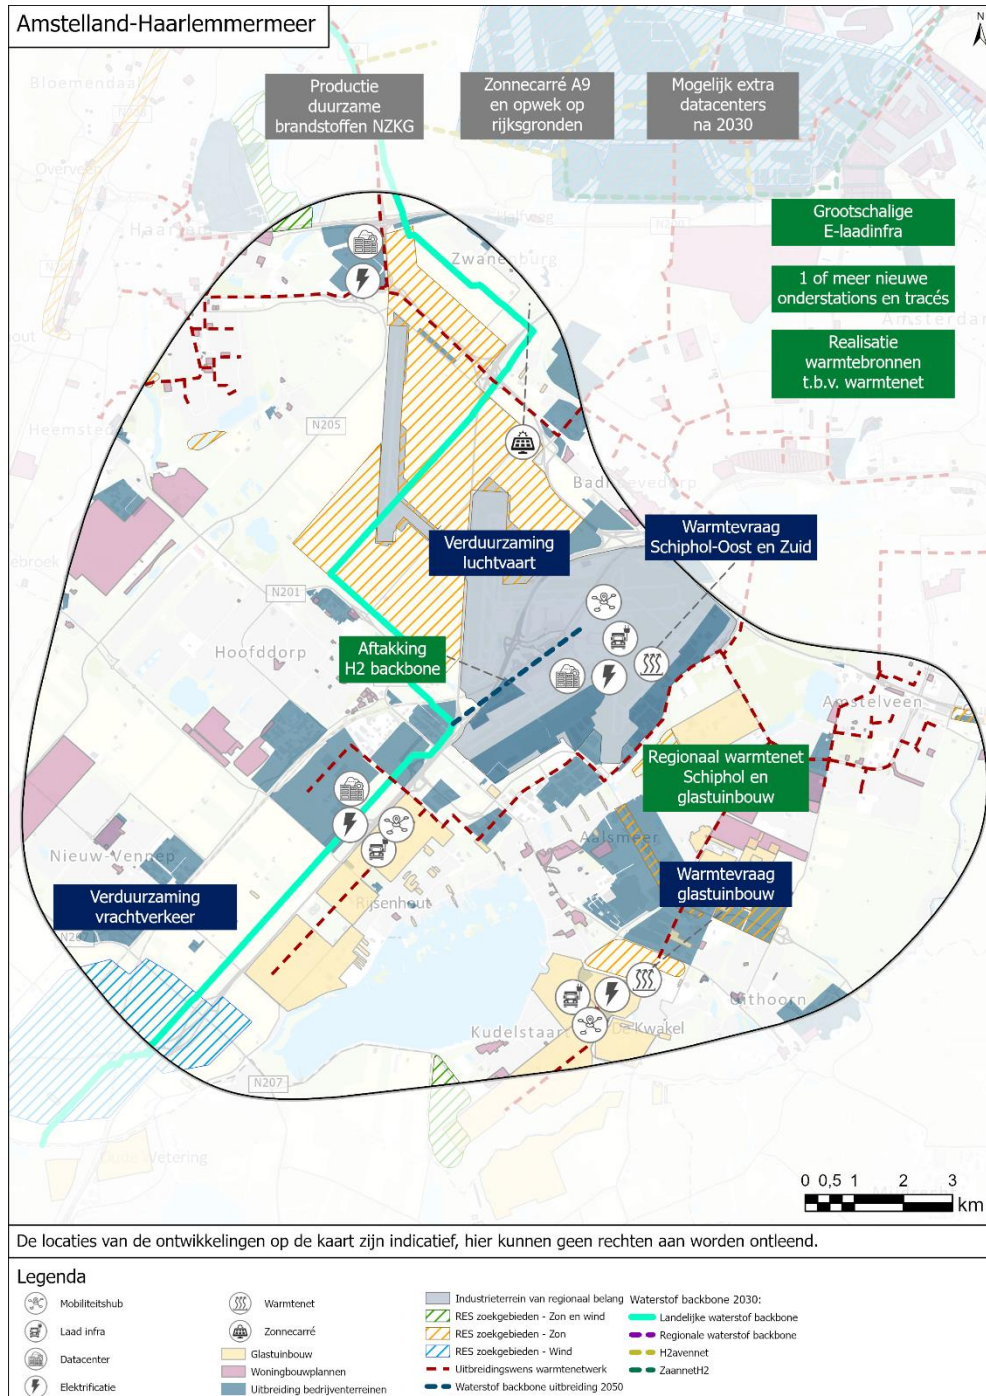 Amstelland-Haarlemmermeer
N
Bloemendaal
Productie
duurzame
brandstoffen NZKG
Zonnecarré A9
en opwek op
rijksgronden
Mogelijk extra
datacenters
na 2030
Overveen
Haarlem
Halfweg
Zwanenburg
Grootschalige
E-laadinfra
1 of meer nieuwe
onderstations en tracés
Amsterdam
Realisatie
warmtebronnen
t.b.v. warmtenet
Heemstede
N205
Badhoevedorp
Verduurzaming
luchtvaart
Warmtevraag
Schiphol-Oost en Zuid
N201
Hoofddorp
Aftakking
H2 backbone
Amstelveen
Regionaal warmtenet
Schiphol en
glastuinbouw
Aalsmeer
Nieuw-Vennep
Warmtevraag
glastuinbouw
Verduurzaming
vrachtverkeer
Rijsenhout
N207
Uithoorn
Kudelstaart
De Kwakel
N207
Oude Wetering
0 0,5 1 2 3
km
De locaties van de ontwikkelingen op de kaart zijn indicatief, hier kunnen geen rechten aan worden ontleend.
Legenda
Mobiliteitshub
Laad infra
Datacenter
Elektrificatie
Warmtenet
Zonnecarré
Glastuinbouw
Woningbouwplannen
Uitbreiding bedrijventerreinen
Industrieterrein van regionaal belang
RES zoekgebieden - Zon en wind
RES zoekgebieden - Zon
RES zoekgebieden - Wind
Uitbreidingswens warmtenetwerk
Waterstof backbone uitbreiding 2050
Waterstof backbone 2030:
Landelijke waterstof backbone
Regionale waterstof backbone
H2avennet
ZaannetH2